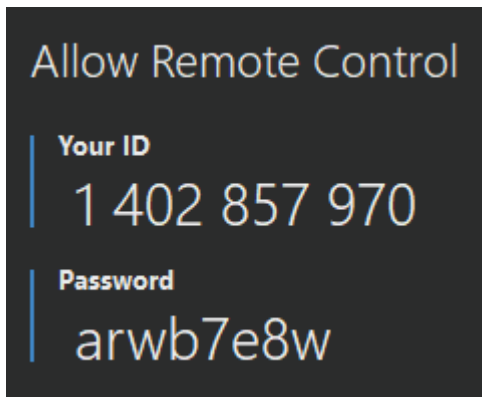 Allow Remote Control
Your ID
1 402 857 970
Password
arwb7e8w